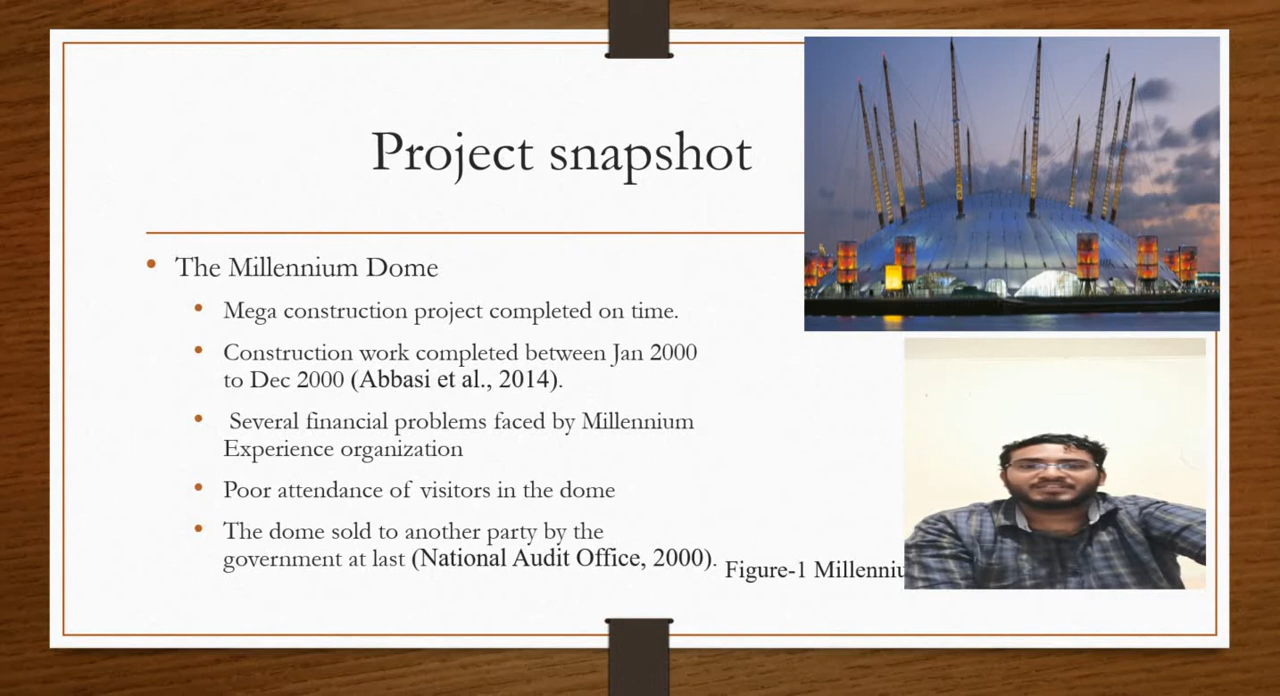 Project snapshot
The Millennium Dome
Mega construction project completed on time.
Construction work completed between Jan 2000
to Dec 2000 (Abbasi et al., 2014).
Several financial problems faced by Millennium
Experience organization
Poor attendance of visitors in the dome
The dome sold to another party by the
government at last (National Audit Office, 2000).
Figure-1